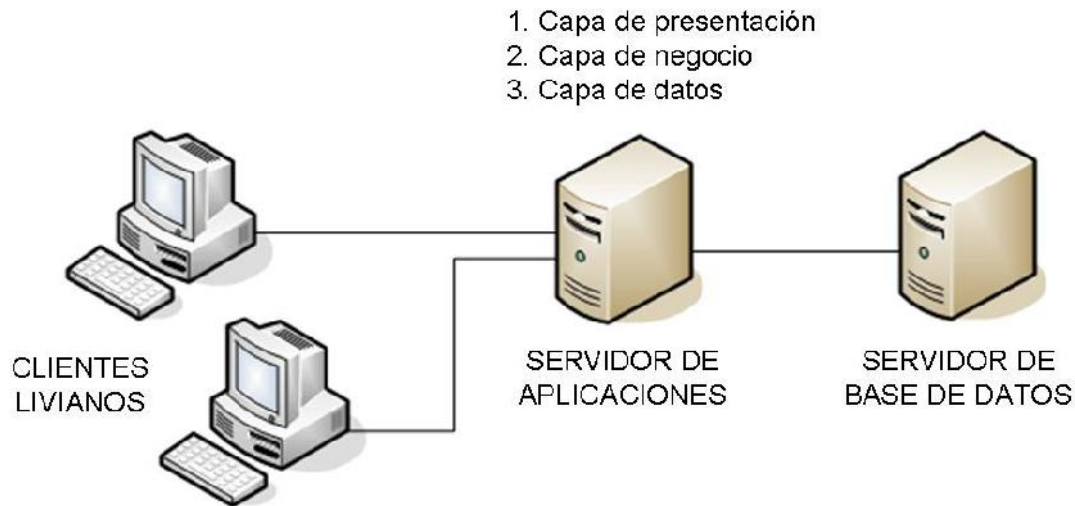 1. Capa de presentación
2. Capa de negocio
3. Capa de datos
CLIENTES
LIVIANOS
SERVIDOR DE
APLICACIONES
SERVIDOR DE
BASE DE DATOS